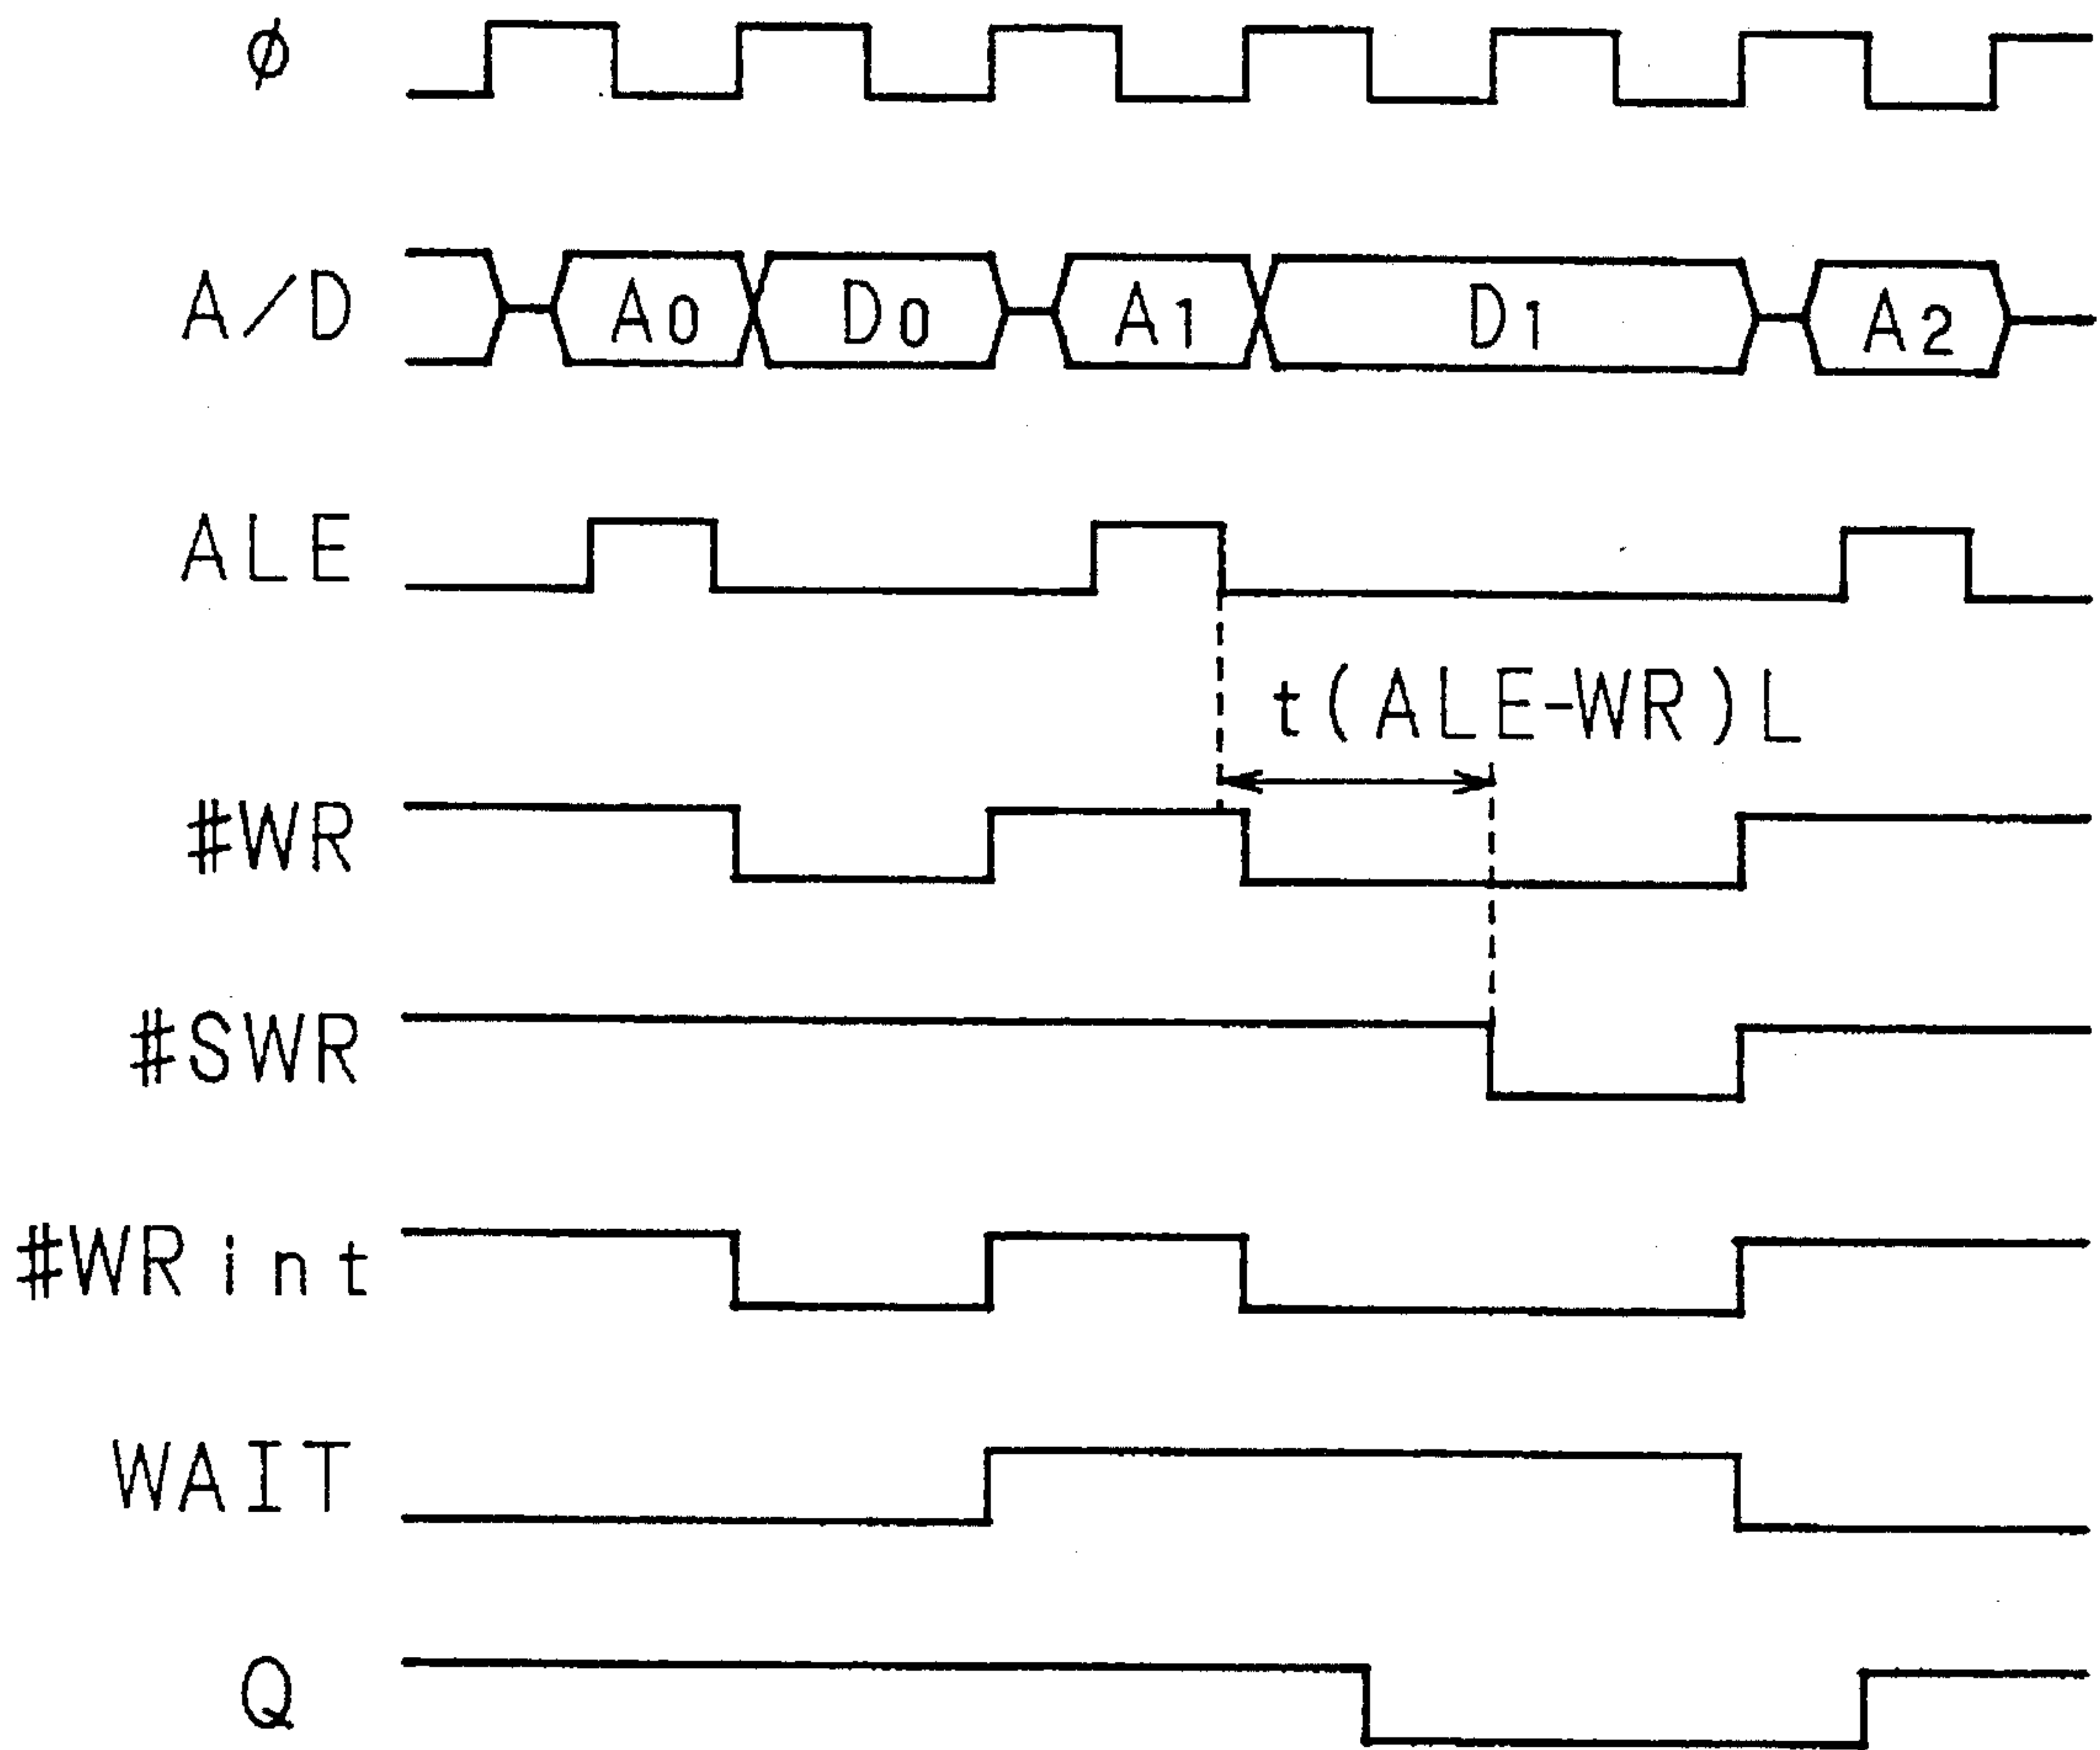 ø
A/D A0 D0 A1 D1 A2
ALE
t(ALE-WR)L
#WR
#SWR
#WRint
WAIT
Q